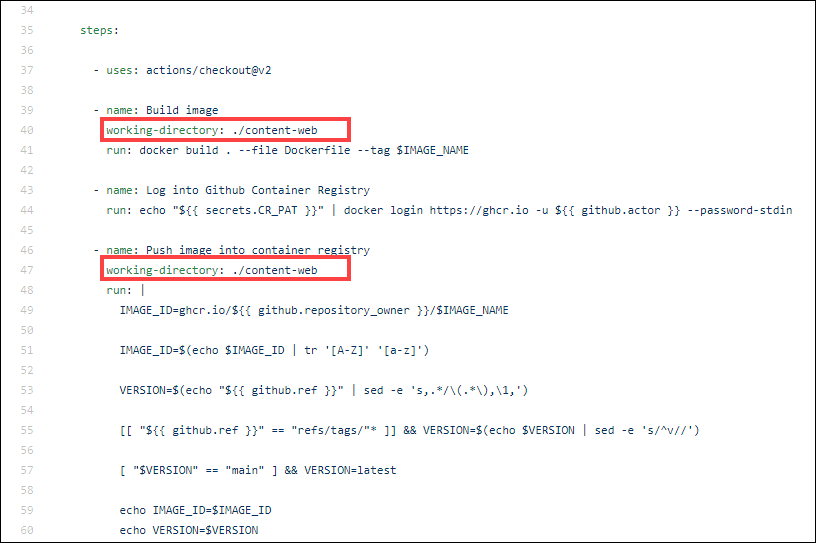 34
35 steps:
36
37 - uses: actions/checkout@v2
38
39 - name: Build image
40 working-directory: ./content-web
41 run: docker build . --file Dockerfile --tag $IMAGE_NAME
42
43 - name: Log into Github Container Registry
44 run: echo "${{ secrets.CR_PAT }}" | docker login https://ghcr.io -u ${{ github.actor }} --password-stdin
45
46 - name: Push image into container registry
47 working-directory: ./content-web
48 run: |
49 IMAGE_ID=ghcr.io/${{ github.repository_owner }}/$IMAGE_NAME
50
51 IMAGE_ID=$(echo $IMAGE_ID | tr '[A-Z]' '[a-z]')
52
53 VERSION=$(echo "${{ github.ref }}" | sed -e 's,.*/\(.*\),\1,')
54
55 [[ "${{ github.ref }}" == "refs/tags/"* ]] && VERSION=$(echo $VERSION | sed -e 's/^v//')
56
57 [ "$VERSION" == "main" ] && VERSION=latest
58
59 echo IMAGE_ID=$IMAGE_ID
60 echo VERSION=$VERSION